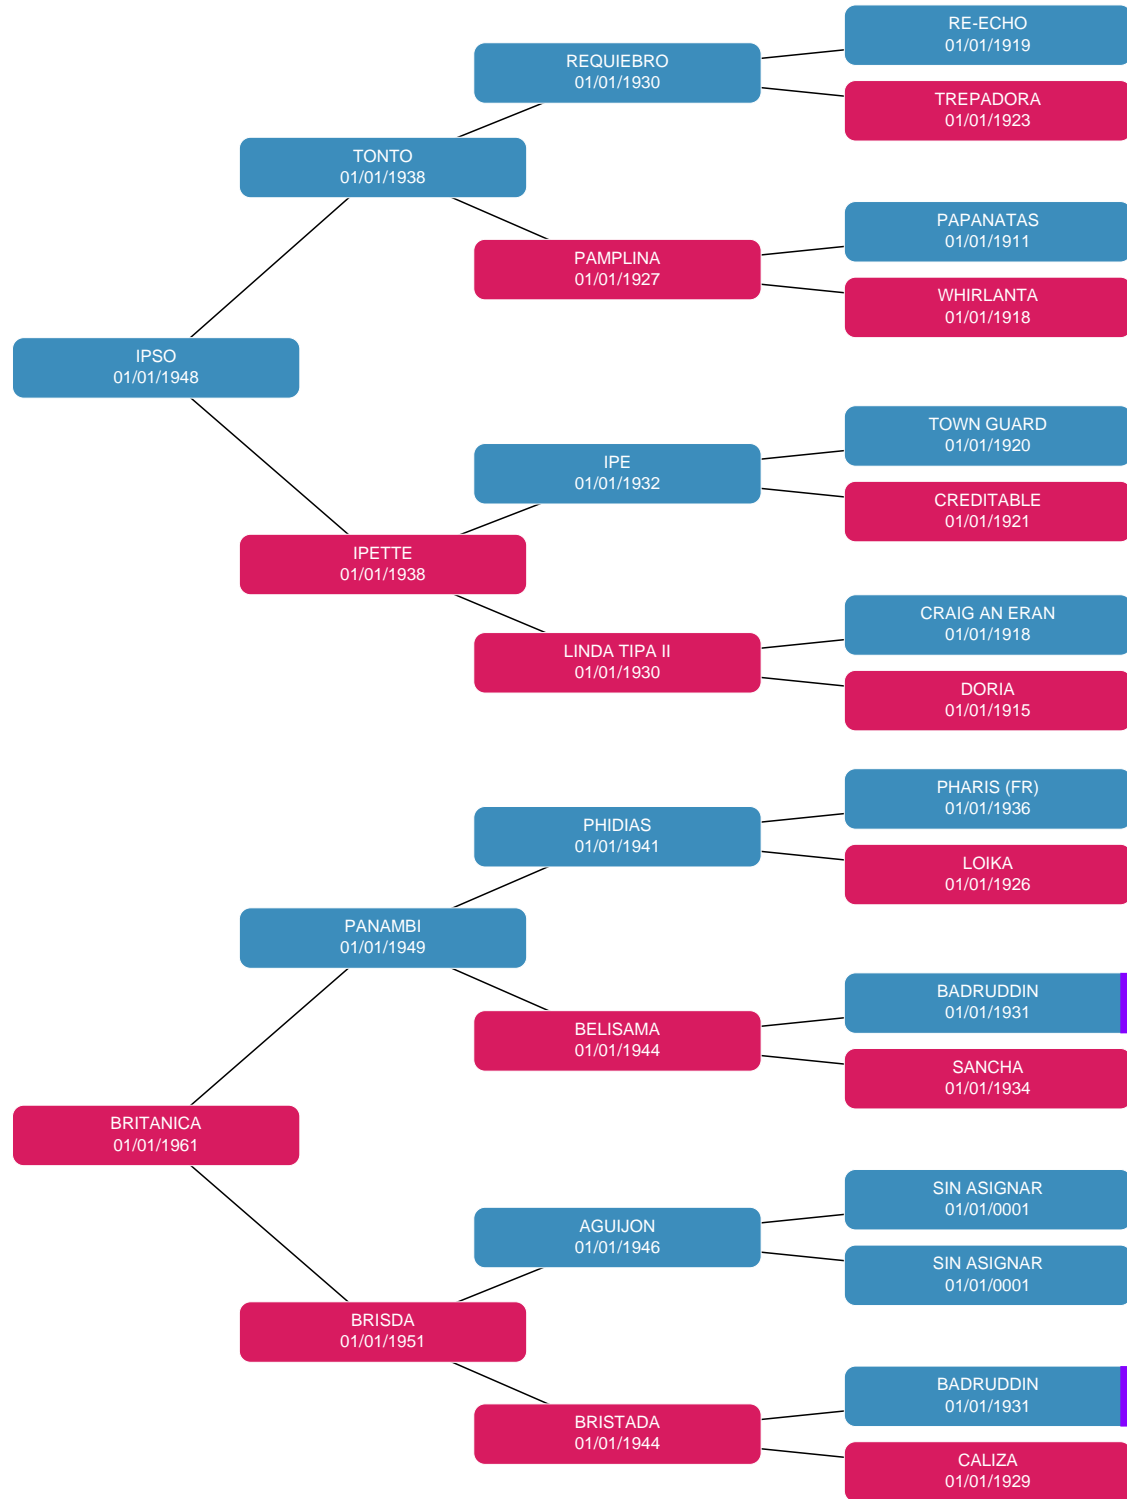 RE-ECHO
01/01/1919
REQUIEBRO
01/01/1930
TREPADORA
01/01/1923
TONTO
01/01/1938
PAPANATAS
01/01/1911
PAMPLINA
01/01/1927
WHIRLANTA
01/01/1918
IPSO
01/01/1948
TOWN GUARD
01/01/1920
IPE
01/01/1932
CREDITABLE
01/01/1921
IPETTE
01/01/1938
CRAIG AN ERAN
01/01/1918
LINDA TIPA II
01/01/1930
DORIA
01/01/1915
PHARIS (FR)
01/01/1936
PHIDIAS
01/01/1941
LOIKA
01/01/1926
PANAMBI
01/01/1949
BADRUDDIN
01/01/1931
BELISAMA
01/01/1944
SANCHA
01/01/1934
BRITANICA
01/01/1961
SIN ASIGNAR
01/01/0001
AGUIJON
01/01/1946
SIN ASIGNAR
01/01/0001
BRISDA
01/01/1951
BADRUDDIN
01/01/1931
BRISTADA
01/01/1944
CALIZA
01/01/1929